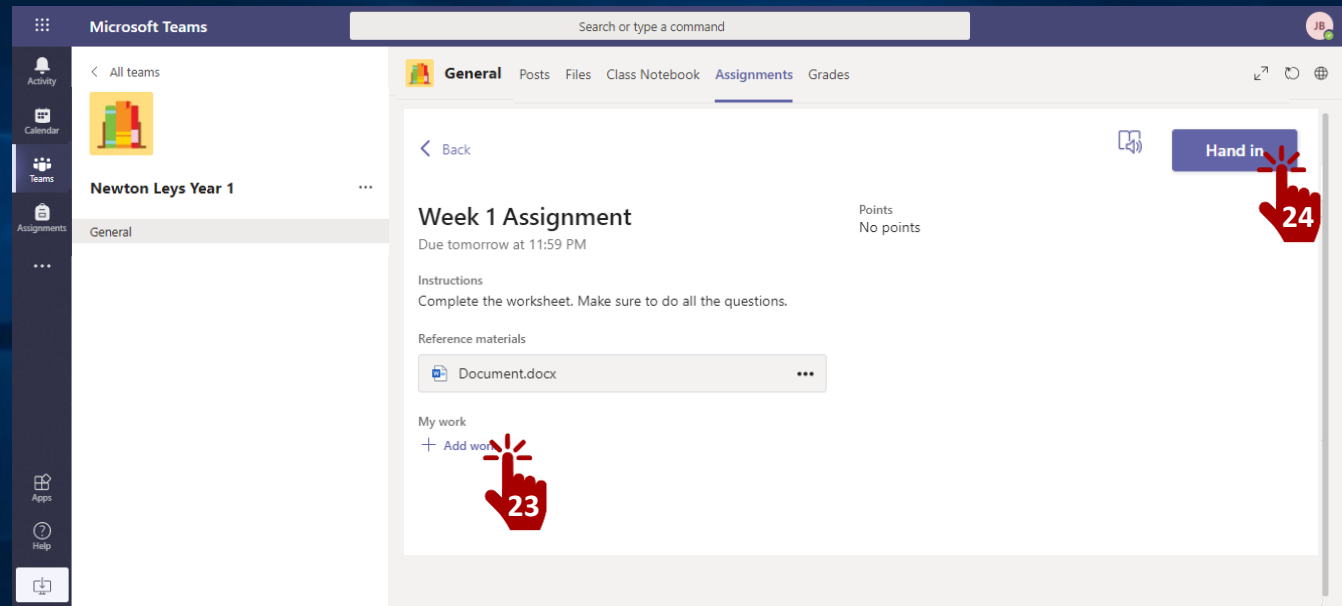 Microsoft Teams
Search or type a command
JB
Activity
Calendar
Teams
Assignments
Apps
Help
All teams
Newton Leys Year 1
General
General Posts Files Class Notebook Assignments Grades
Back
Hand in
24
Week 1 Assignment
Due tomorrow at 11:59 PM
Points
No points
Instructions
Complete the worksheet. Make sure to do all the questions.
Reference materials
Document.docx
My work
+ Add work
23